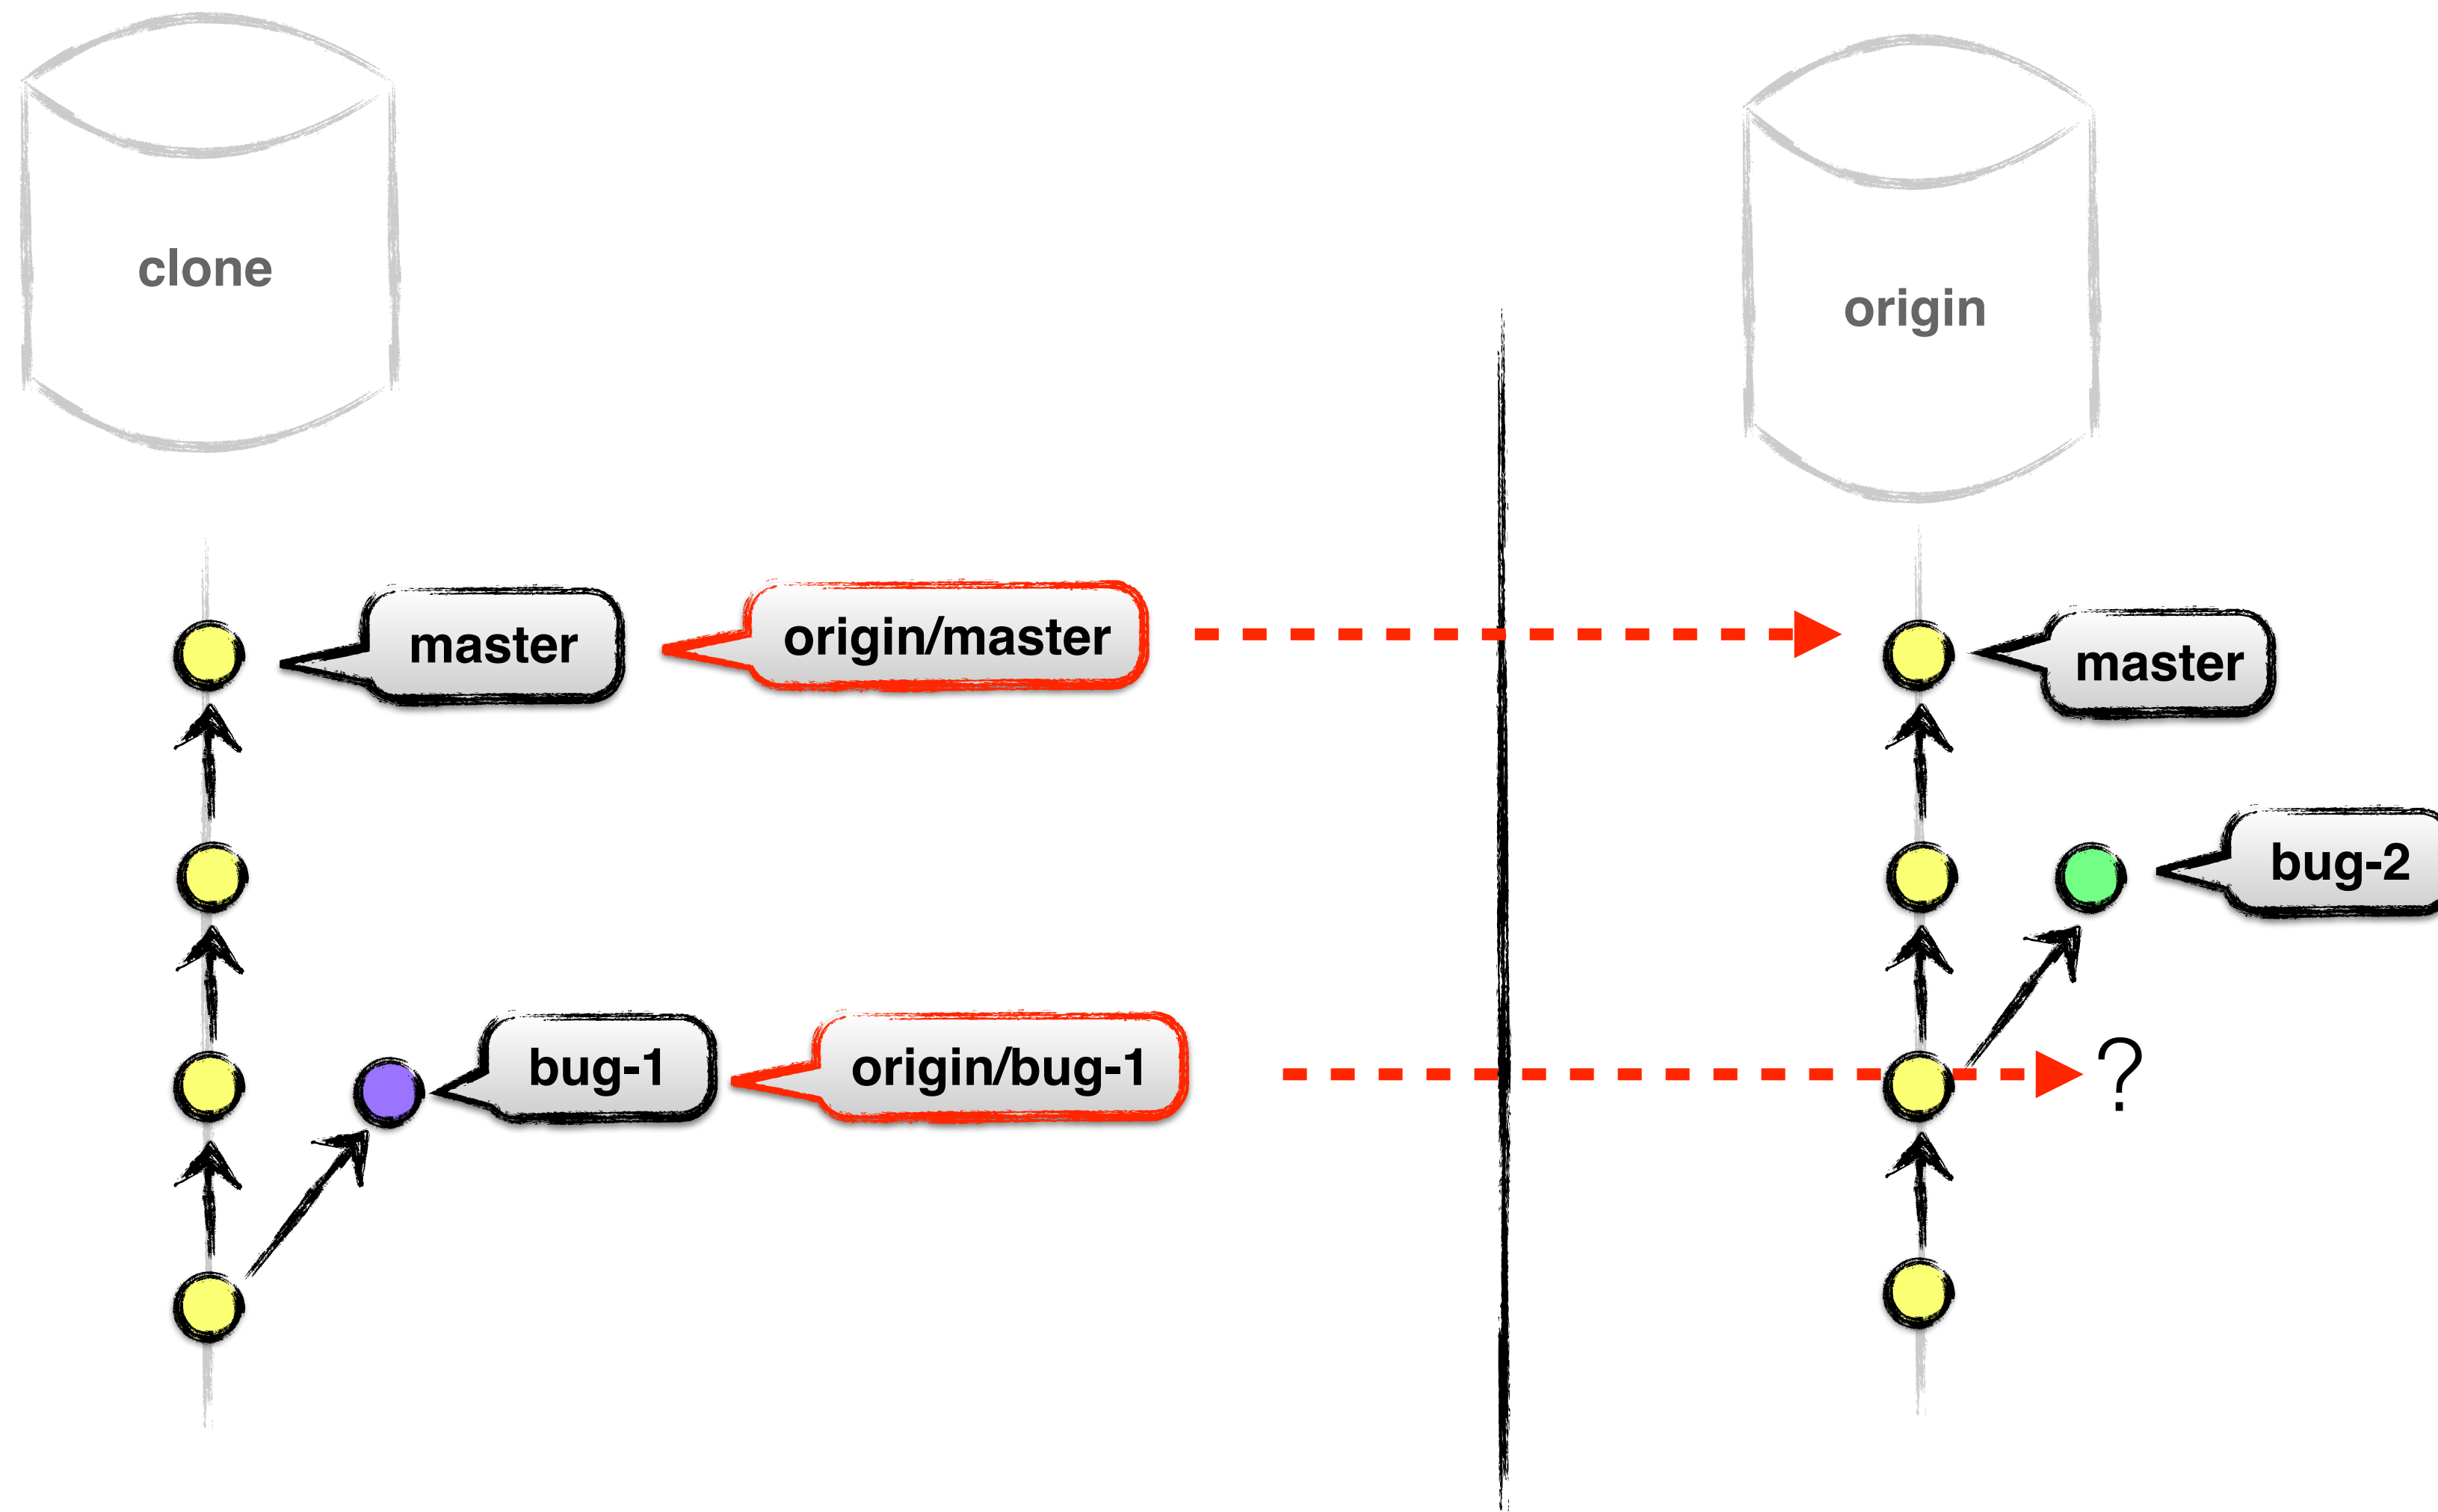 clone
origin
master
origin/master
master
bug-2
bug-1
origin/bug-1
?